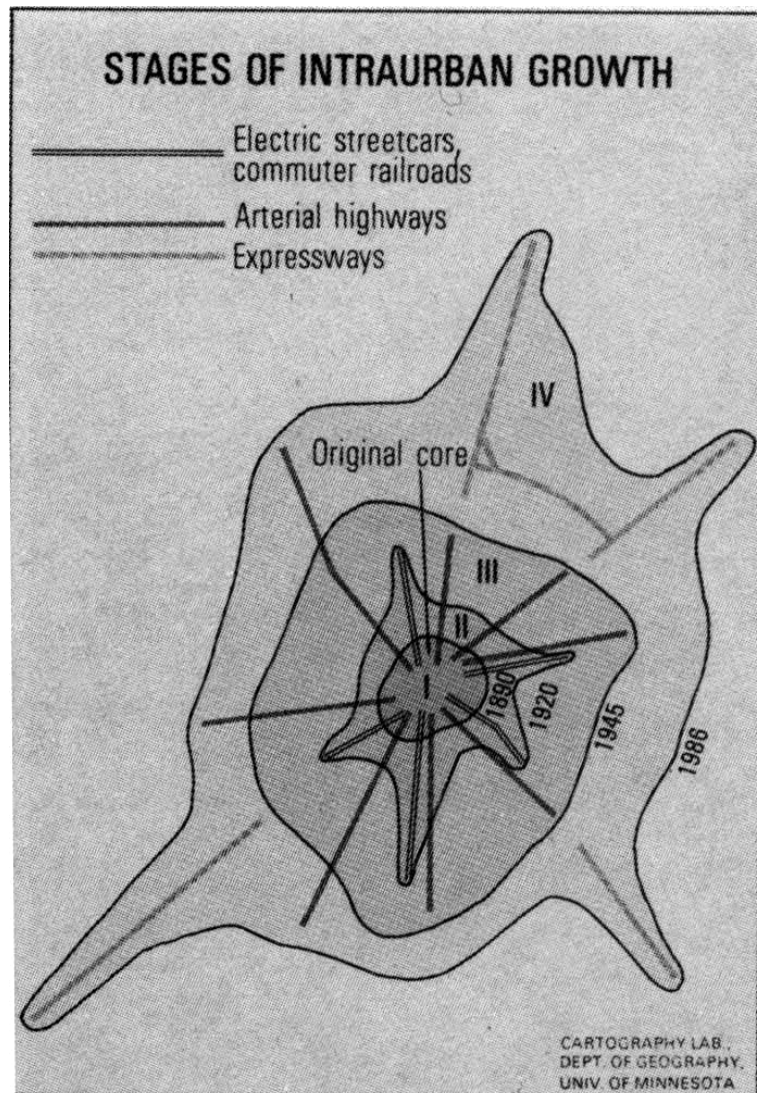 STAGES OF INTRAURBAN GROWTH
Electric streetcars,
commuter railroads
Arterial highways
Expressways
IV
Original core
III
II
I
1890
1920
1945
1986
CARTOGRAPHY LAB.,
DEPT. OF GEOGRAPHY,
UNIV. OF MINNESOTA